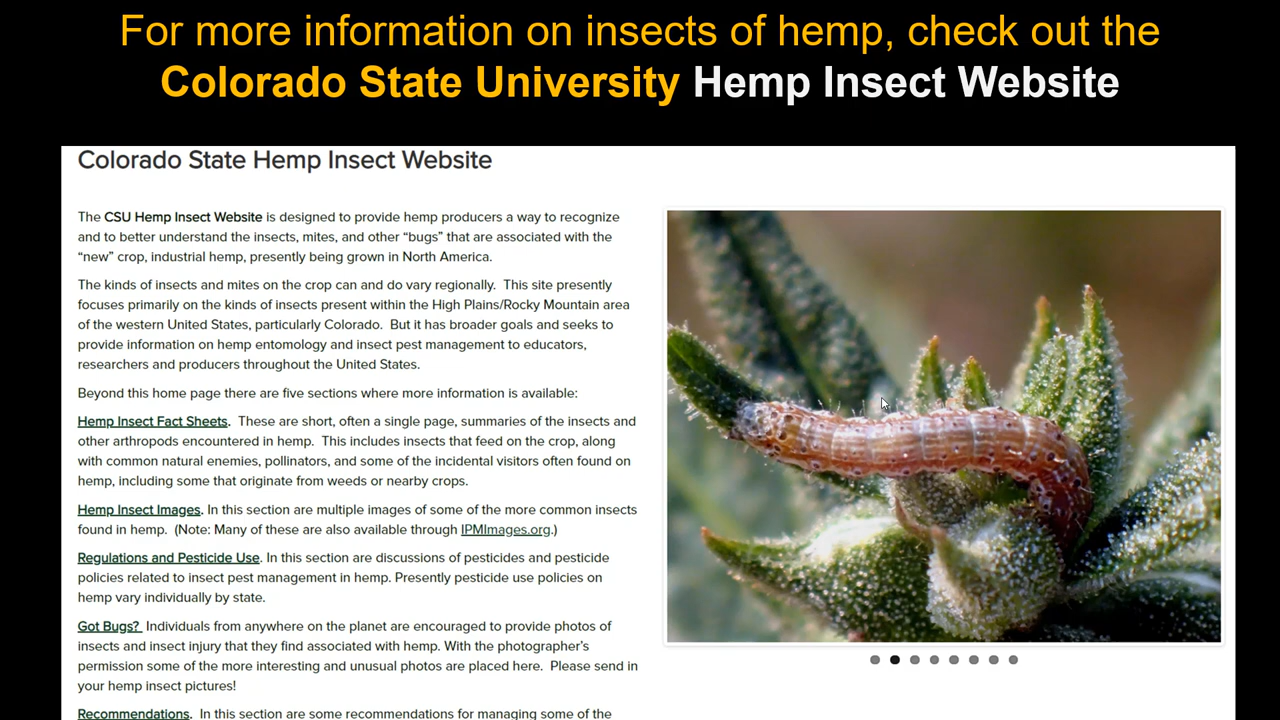 For more information on insects of hemp, check out the
Colorado State University Hemp Insect Website
Colorado State Hemp Insect Website
The CSU Hemp Insect Website is designed to provide hemp producers a way to recognize
and to better understand the insects, mites, and other “bugs” that are associated with the
“new” crop, industrial hemp, presently being grown in North America.
The kinds of insects and mites on the crop can and do vary regionally.  This site presently
focuses primarily on the kinds of insects present within the High Plains/Rocky Mountain area
of the western United States, particularly Colorado.  But it has broader goals and seeks to
provide information on hemp entomology and insect pest management to educators,
researchers and producers throughout the United States.
Beyond this home page there are five sections where more information is available:
Hemp Insect Fact Sheets.  These are short, often a single page, summaries of the insects and
other arthropods encountered in hemp.  This includes insects that feed on the crop, along
with common natural enemies, pollinators, and some of the incidental visitors often found on
hemp, including some that originate from weeds or nearby crops.
Hemp Insect Images. In this section are multiple images of some of the more common insects
found in hemp.  (Note: Many of these are also available through IPMImages.org.)
Regulations and Pesticide Use. In this section are discussions of pesticides and pesticide
policies related to insect pest management in hemp. Presently pesticide use policies on
hemp vary individually by state.
Got Bugs?  Individuals from anywhere on the planet are encouraged to provide photos of
insects and insect injury that they find associated with hemp. With the photographer’s
permission some of the more interesting and unusual photos are placed here.  Please send in
your hemp insect pictures!
Recommendations.  In this section are some recommendations for managing some of the